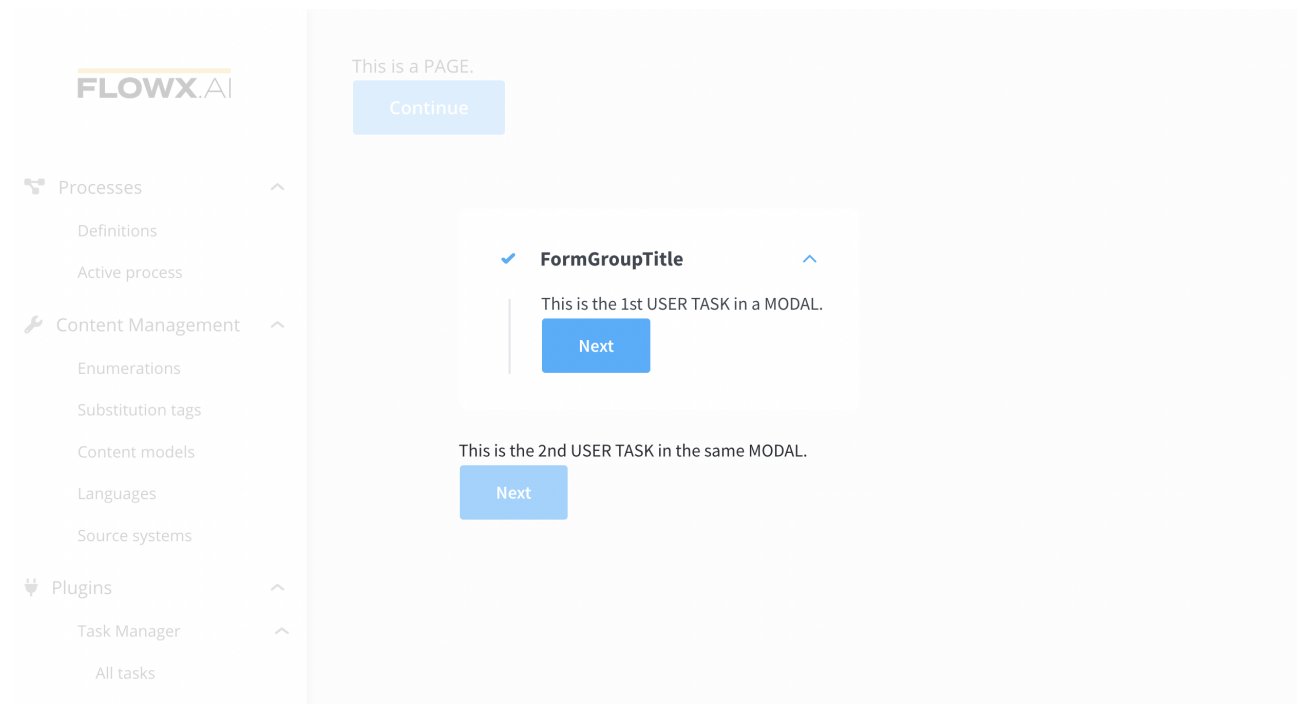 FLOWX.AI
Processes
Definitions
Active process
Content Management
Enumerations
Substitution tags
Content models
Languages
Source systems
Plugins
Task Manager
All tasks
This is a PAGE.
Continue
FormGroupTitle
This is the 1st USER TASK in a MODAL.
Next
This is the 2nd USER TASK in the same MODAL.
Next